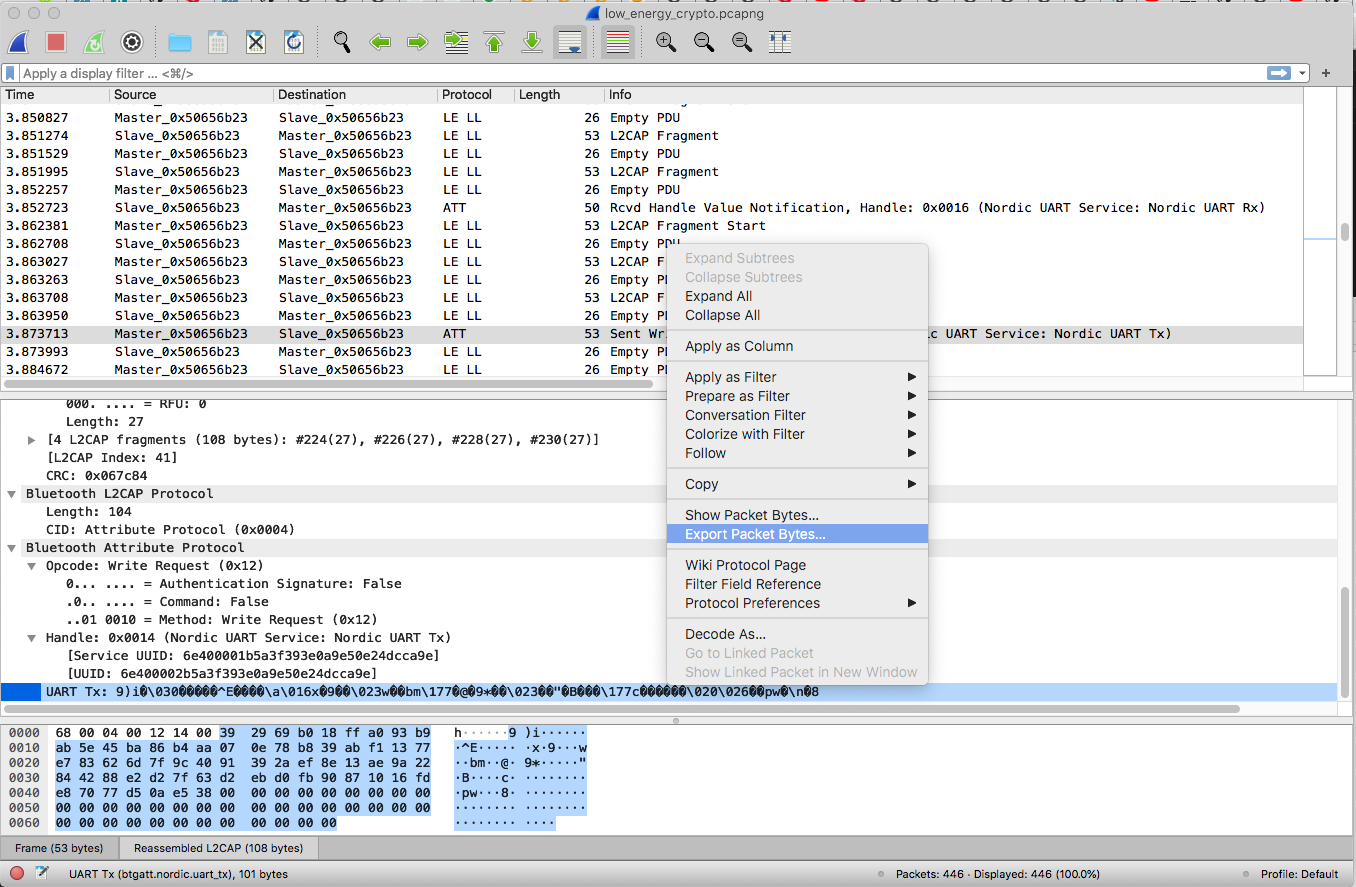 low_energy_crypto.pcapng
Apply a display filter ... <⌘/>
Time Source Destination Protocol Length Info
3.850827 Master_0x50656b23 Slave_0x50656b23 LE LL 26 Empty PDU
3.851274 Slave_0x50656b23 Master_0x50656b23 LE LL 53 L2CAP Fragment
3.851529 Master_0x50656b23 Slave_0x50656b23 LE LL 26 Empty PDU
3.851995 Slave_0x50656b23 Master_0x50656b23 LE LL 53 L2CAP Fragment
3.852257 Master_0x50656b23 Slave_0x50656b23 LE LL 26 Empty PDU
3.852723 Slave_0x50656b23 Master_0x50656b23 ATT 50 Rcvd Handle Value Notification, Handle: 0x0016 (Nordic UART Service: Nordic UART Rx)
3.862381 Master_0x50656b23 Slave_0x50656b23 LE LL 53 L2CAP Fragment Start
3.862708 Slave_0x50656b23 Master_0x50656b23 LE LL 26 Empty PDU
3.863027 Master_0x50656b23 Slave_0x50656b23 LE LL 53 L2CAP F
3.863263 Slave_0x50656b23 Master_0x50656b23 LE LL 26 Empty P
3.863708 Master_0x50656b23 Slave_0x50656b23 LE LL 53 L2CAP F
3.863950 Slave_0x50656b23 Master_0x50656b23 LE LL 26 Empty P
3.873713 Master_0x50656b23 Slave_0x50656b23 ATT 53 Sent Wr c UART Service: Nordic UART Tx)
3.873993 Slave_0x50656b23 Master_0x50656b23 LE LL 26 Empty P
3.884672 Master_0x50656b23 Slave_0x50656b23 LE LL 26 Empty P
Expand Subtrees
Collapse Subtrees
Expand All
Collapse All
Apply as Column
Apply as Filter
Prepare as Filter
Conversation Filter
Colorize with Filter
Follow
Copy
Show Packet Bytes...
Export Packet Bytes...
Wiki Protocol Page
Filter Field Reference
Protocol Preferences
Decode As...
Go to Linked Packet
Show Linked Packet in New Window
000. .... = RFU: 0
Length: 27
[4 L2CAP fragments (108 bytes): #224(27), #226(27), #228(27), #230(27)]
[L2CAP Index: 41]
CRC: 0x067c84
Bluetooth L2CAP Protocol
Length: 104
CID: Attribute Protocol (0x0004)
Bluetooth Attribute Protocol
Opcode: Write Request (0x12)
0... .... = Authentication Signature: False
.0.. .... = Command: False
..01 0010 = Method: Write Request (0x12)
Handle: 0x0014 (Nordic UART Service: Nordic UART Tx)
[Service UUID: 6e400001b5a3f393e0a9e50e24dcca9e]
[UUID: 6e400002b5a3f393e0a9e50e24dcca9e]
UART Tx: 9)i�\030�����^E����\a\016x�9��\023w��bm\177�@�9*��\023��"�B���\177c������\020\026��pw�\n�8
0000 68 00 04 00 12 14 00 39 29 69 b0 18 ff a0 93 b9 h······9 )i······
0010 ab 5e 45 ba 86 b4 aa 07 0e 78 b8 39 ab f1 13 77 ·^E····· ·x·9···w
0020 e7 83 62 6d 7f 9c 40 91 39 2a ef 8e 13 ae 9a 22 ··bm··@· 9*·····"
0030 84 42 88 e2 d2 7f 63 d2 eb d0 fb 90 87 10 16 fd ·B····c· ········
0040 e8 70 77 d5 0a e5 38 00 00 00 00 00 00 00 00 00 ·pw···8· ········
0050 00 00 00 00 00 00 00 00 00 00 00 00 00 00 00 00 ········ ········
0060 00 00 00 00 00 00 00 00 00 00 00 00 ········ ····
Frame (53 bytes) Reassembled L2CAP (108 bytes)
UART Tx (btgatt.nordic.uart_tx), 101 bytes Packets: 446 · Displayed: 446 (100.0%) Profile: Default